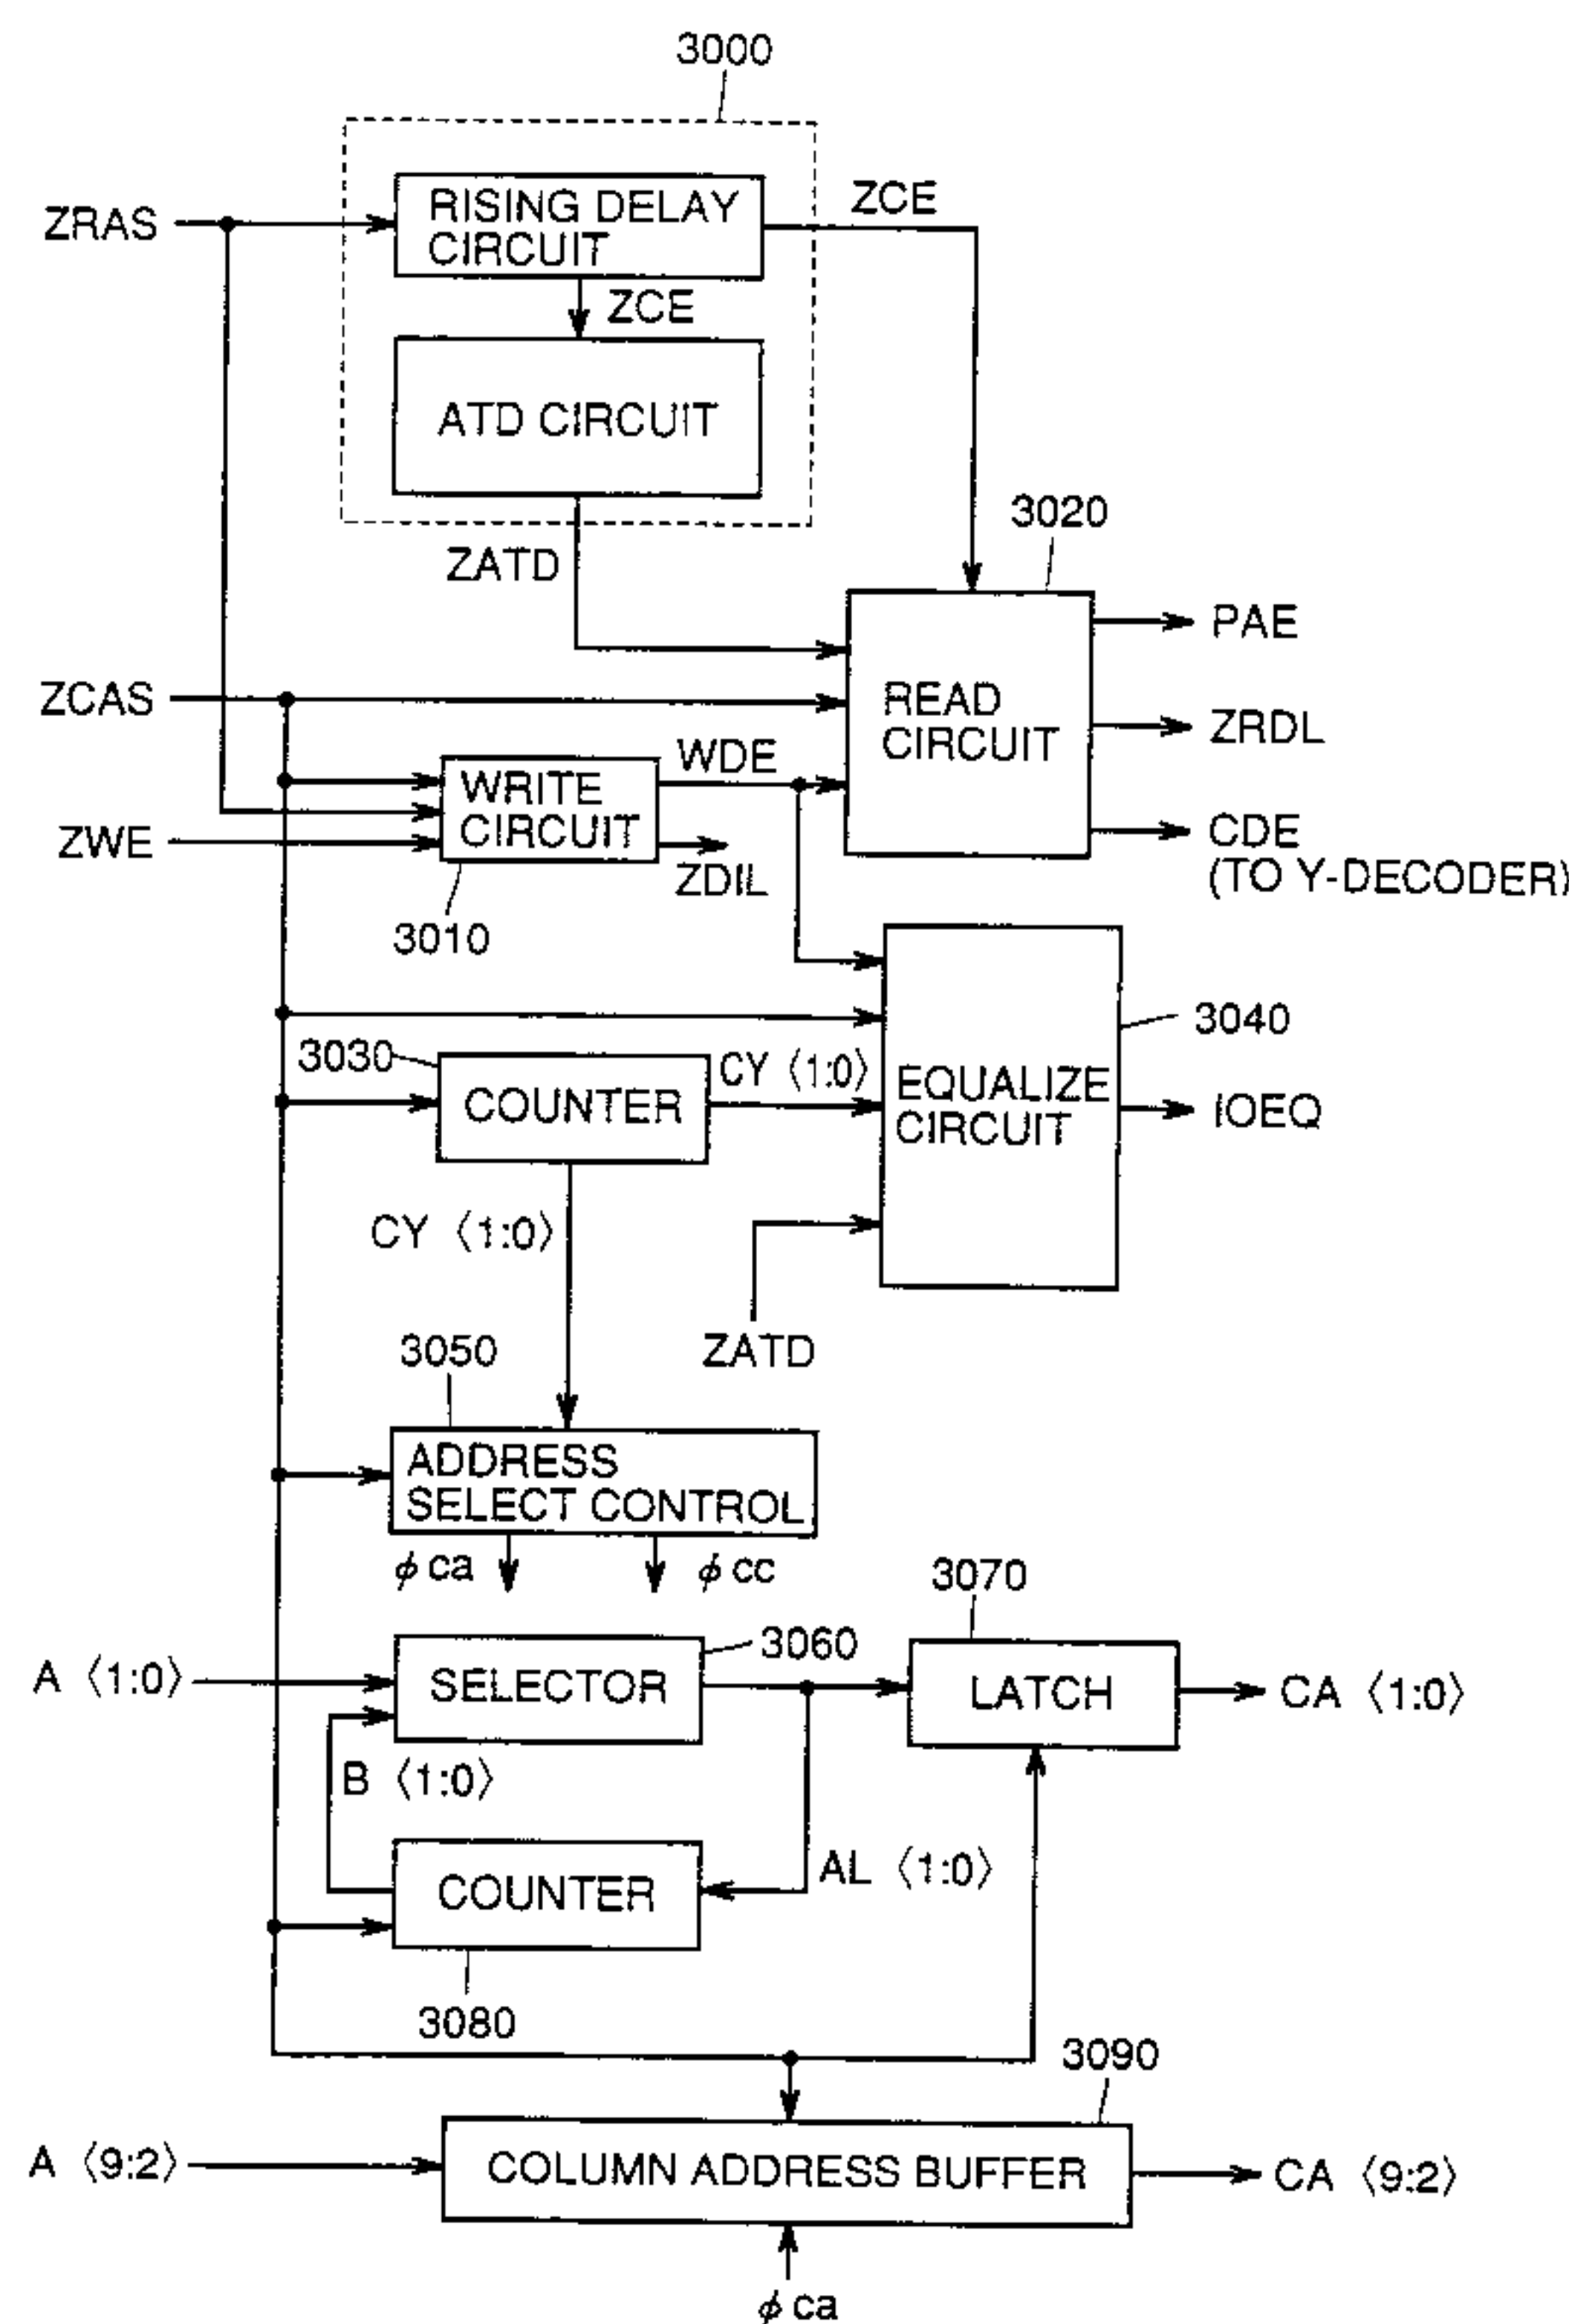 3000
ZRAS
RISING DELAY
CIRCUIT
ZCE
ZCE
ATD CIRCUIT
ZATD
3020
PAE
ZCAS
READ
CIRCUIT
ZRDL
WDE
WRITE
CIRCUIT
ZWE
ZDIL
CDE
(TO Y-DECODER)
3010
3040
3030
COUNTER
CY 〈1:0〉
EQUALIZE
CIRCUIT
IOEQ
CY 〈1:0〉
ZATD
3050
ADDRESS
SELECT CONTROL
ϕ ca
ϕ cc
3070
3060
A 〈1:0〉
SELECTOR
LATCH
CA 〈1:0〉
B 〈1:0〉
AL 〈1:0〉
COUNTER
3080
3090
A 〈9:2〉
COLUMN ADDRESS BUFFER
CA 〈9:2〉
ϕ ca